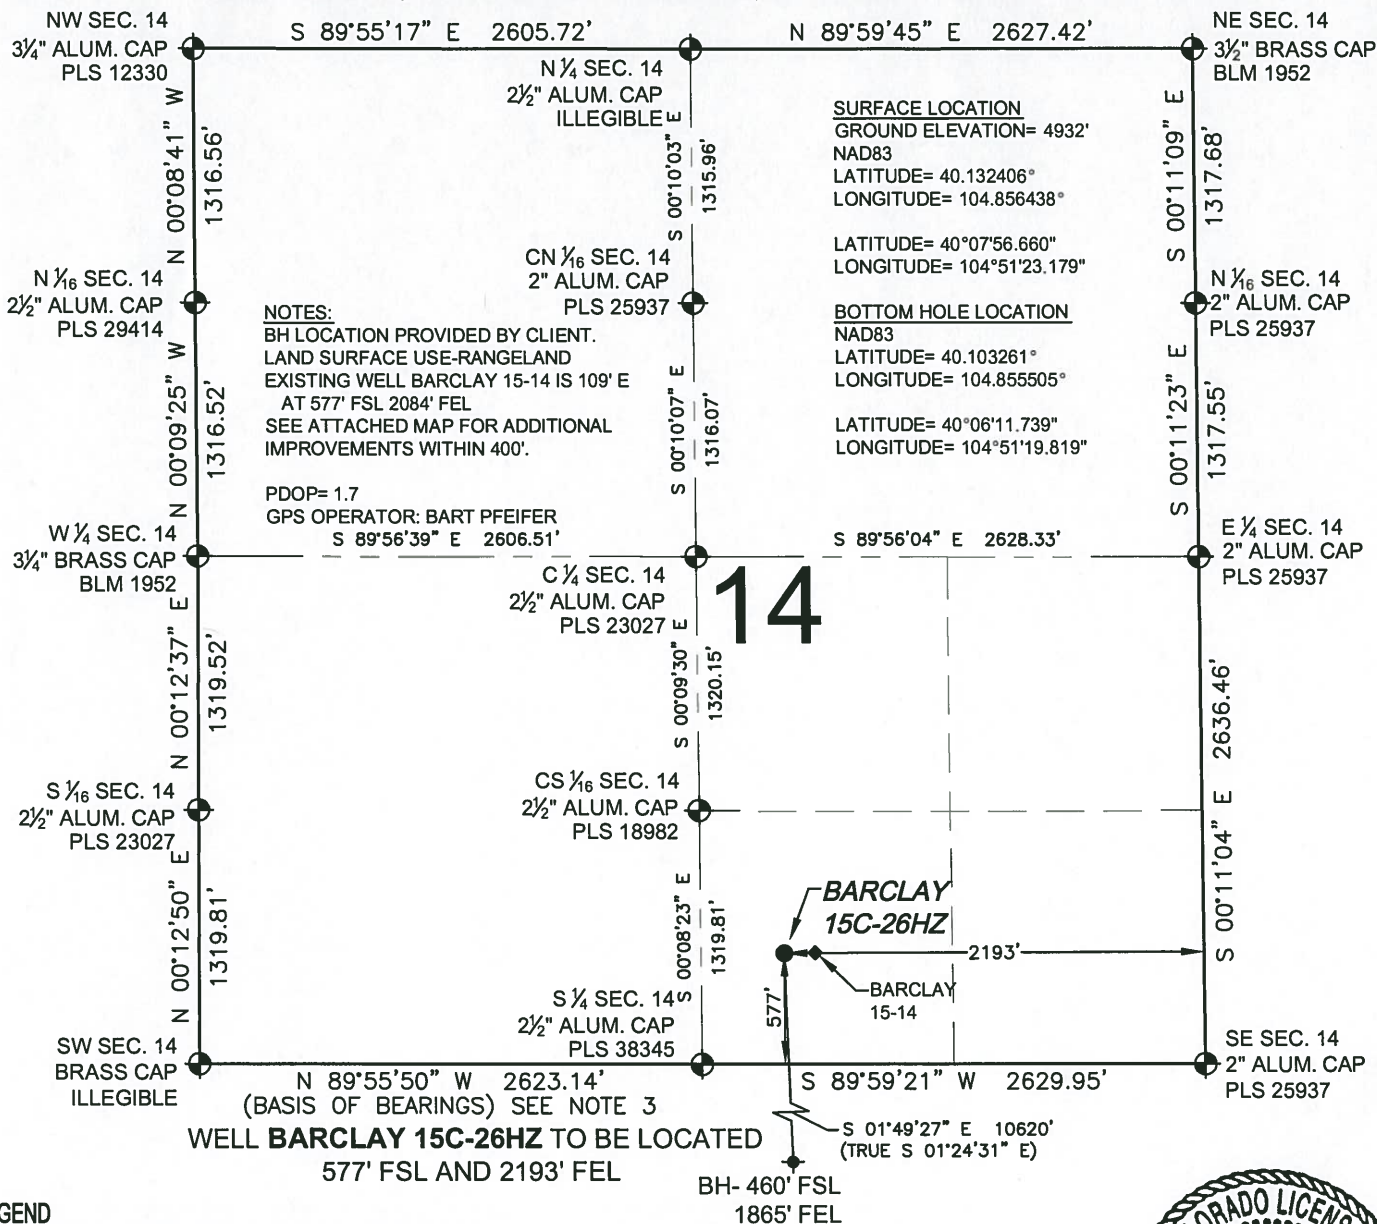 NW SEC. 14
3¼" ALUM. CAP
PLS 12330
S 89°55'17" E 2605.72'
N ¼ SEC. 14
2½" ALUM. CAP
ILLEGIBLE
N 89°59'45" E 2627.42'
NE SEC. 14
3½" BRASS CAP
BLM 1952
N 00°08'41" W
1316.56'
S 00°10'03" E
1315.96'
SURFACE LOCATION
GROUND ELEVATION= 4932'
NAD83
LATITUDE= 40.132406°
LONGITUDE= 104.856438°
LATITUDE= 40°07'56.660"
LONGITUDE= 104°51'23.179"
S 00°11'09" E
1317.68'
N 1⁄16 SEC. 14
2½" ALUM. CAP
PLS 29414
CN 1⁄16 SEC. 14
2" ALUM. CAP
PLS 25937
N 1⁄16 SEC. 14
2" ALUM. CAP
PLS 25937
NOTES:
BH LOCATION PROVIDED BY CLIENT.
LAND SURFACE USE-RANGELAND
EXISTING WELL BARCLAY 15-14 IS 109' E
AT 577' FSL 2084' FEL
SEE ATTACHED MAP FOR ADDITIONAL
IMPROVEMENTS WITHIN 400'.
PDOP= 1.7
GPS OPERATOR: BART PFEIFER
BOTTOM HOLE LOCATION
NAD83
LATITUDE= 40.103261°
LONGITUDE= 104.855505°
LATITUDE= 40°06'11.739"
LONGITUDE= 104°51'19.819"
N 00°09'25" W
1316.52'
S 00°10'07" E
1316.07'
S 00°11'23" E
1317.55'
W ¼ SEC. 14
3¼" BRASS CAP
BLM 1952
S 89°56'39" E 2606.51'
S 89°56'04" E 2628.33'
E ¼ SEC. 14
2" ALUM. CAP
PLS 25937
C ¼ SEC. 14
2½" ALUM. CAP
PLS 23027
14
N 00°12'37" E
1319.52'
S 00°09'30" E
1320.15'
S 00°11'04" E 2636.46'
S 1⁄16 SEC. 14
2½" ALUM. CAP
PLS 23027
CS 1⁄16 SEC. 14
2½" ALUM. CAP
PLS 18982
N 00°12'50" E
1319.81'
S 00°08'23" E
1319.81'
BARCLAY
15C-26HZ
2193'
577'
BARCLAY
15-14
SW SEC. 14
BRASS CAP
ILLEGIBLE
S ¼ SEC. 14
2½" ALUM. CAP
PLS 38345
SE SEC. 14
2" ALUM. CAP
PLS 25937
N 89°55'50" W 2623.14'
(BASIS OF BEARINGS) SEE NOTE 3
S 89°59'21" W 2629.95'
WELL BARCLAY 15C-26HZ TO BE LOCATED
577' FSL AND 2193' FEL
S 01°49'27" E 10620'
(TRUE S 01°24'31" E)
BH- 460' FSL
1865' FEL
GEND
ORADO LICENS